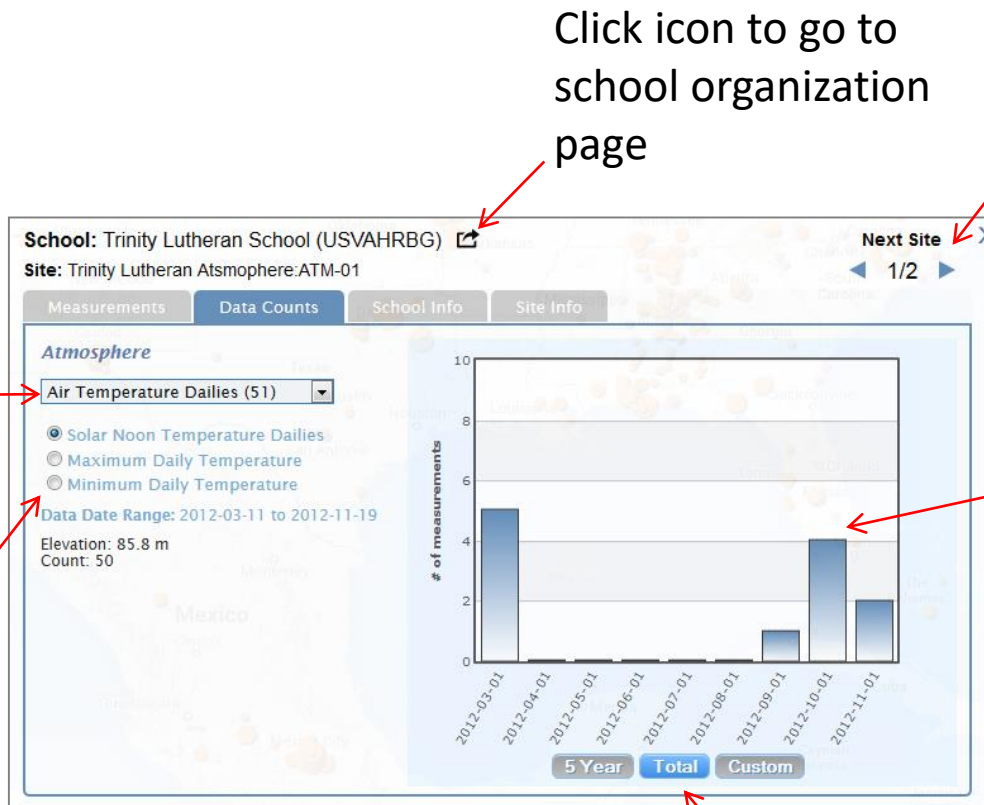 Click icon to go to
school organization
page
School: Trinity Lutheran School (USVAHRBG)
Site: Trinity Lutheran Atsmophere:ATM-01
Next Site
1/2
Measurements
Data Counts
School Info
Site Info
Atmosphere
Air Temperature Dailies (51)
Solar Noon Temperature Dailies
Maximum Daily Temperature
Minimum Daily Temperature
Data Date Range: 2012-03-11 to 2012-11-19
Elevation: 85.8 m
Count: 50
Mexico
# of measurements
10
8
6
4
2
0
2012-03-01
2012-04-01
2012-05-01
2012-06-01
2012-07-01
2012-08-01
2012-09-01
2012-10-01
2012-11-01
5 Year
Total
Custom